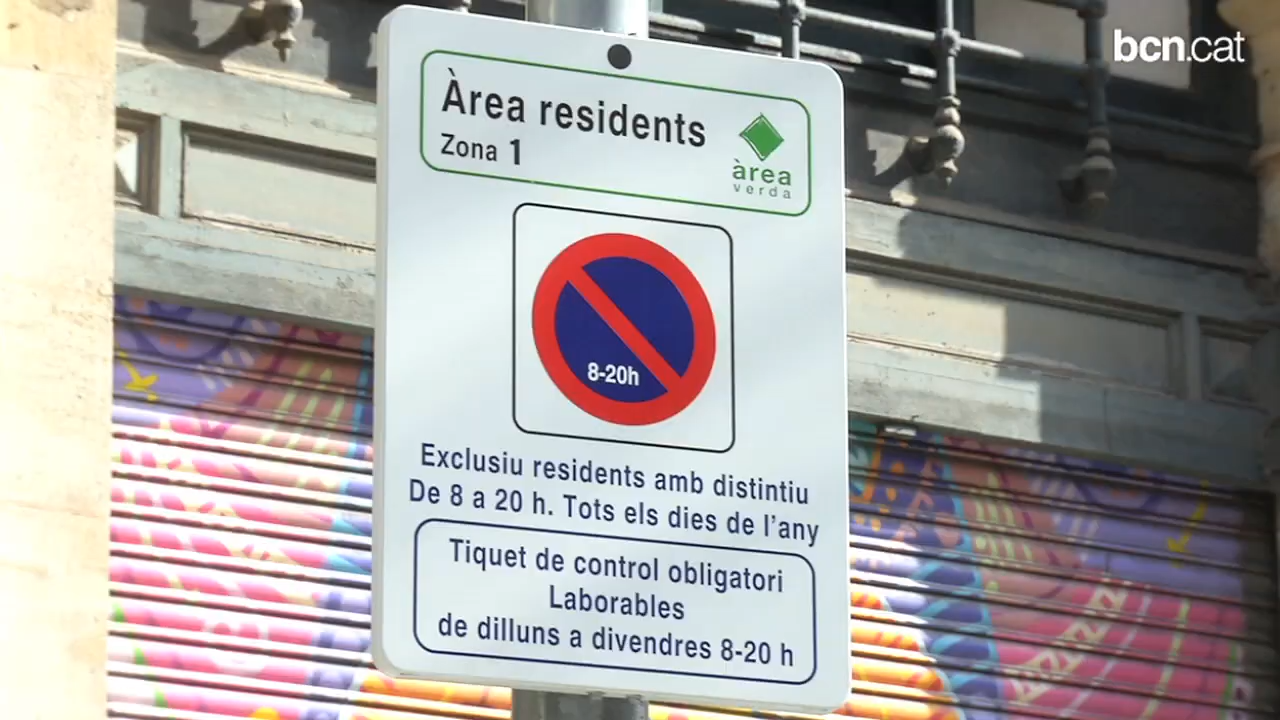 bcn.cat
Àrea residents
Zona 1
àrea
verda
8-20h
Exclusiu residents amb distintiu
De 8 a 20 h. Tots els dies de l'any
Tiquet de control obligatori
Laborables
de dilluns a divendres 8-20 h